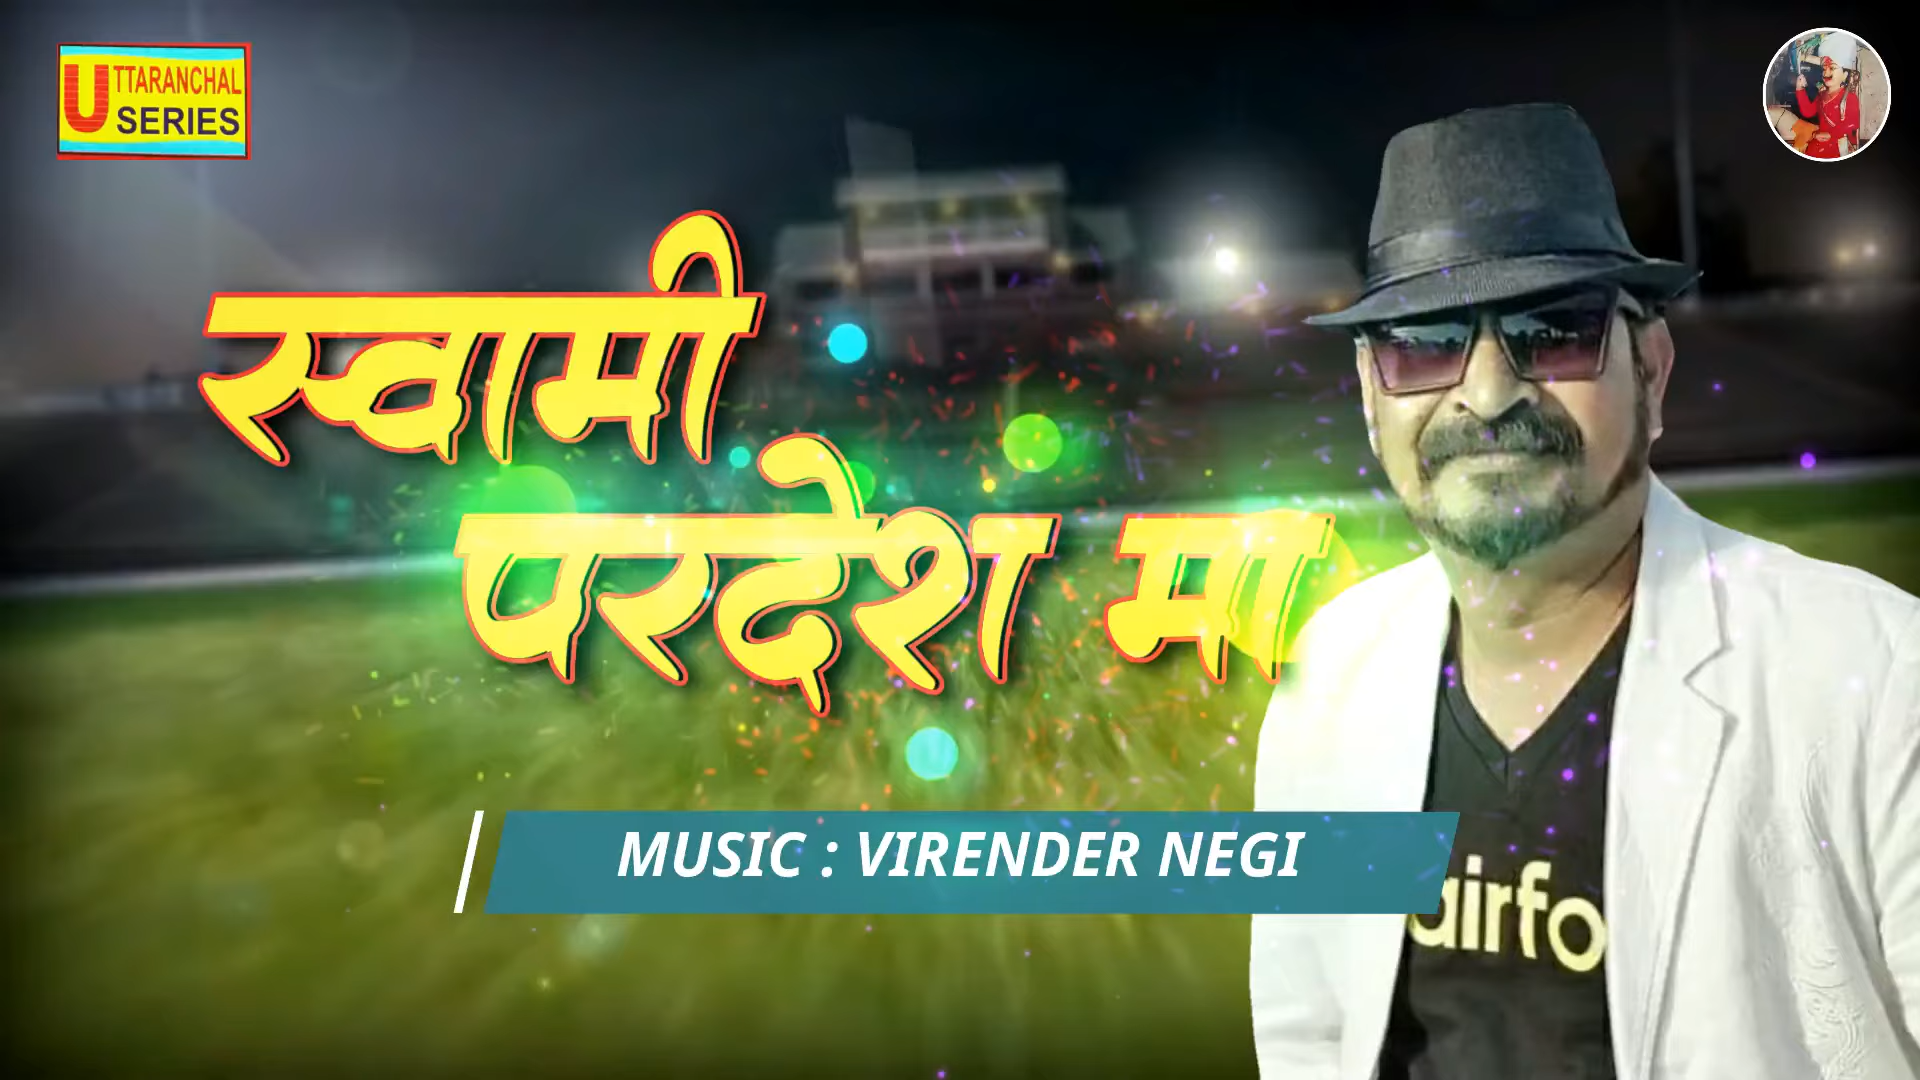 UTTARANCHAL
SERIES
स्वामी
परदेश मा
MUSIC : VIRENDER NEGI
airfo